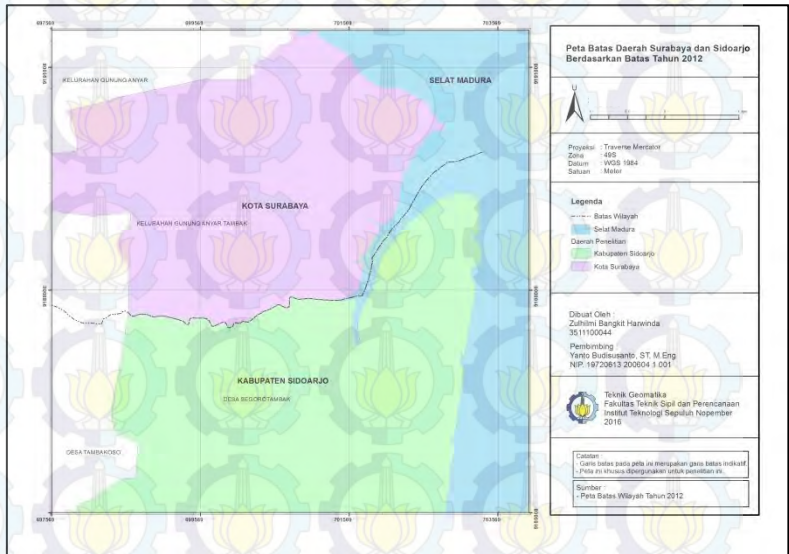 697500
699500
701500
703500
KELURAHAN GUNUNG ANYAR
SELAT MADURA
KOTA SURABAYA
KELURAHAN GUNUNG ANYAR TAMBAK
KABUPATEN SIDOARJO
DESA SEGOROTAMBAK
DESA TAMBAKOSO
Peta Batas Daerah Surabaya dan Sidoarjo
Berdasarkan Batas Tahun 2012
U
Proyeksi : Traverse Mercator
Zona : 49S
Datum : WGS 1984
Satuan : Meter
Legenda
Batas Wilayah
Selat Madura
Daerah Penelitian
Kabupaten Sidoarjo
Kota Surabaya
Dibuat Oleh :
Zulhilmi Bangkit Harwinda
3511100044
Pembimbing
Yanto Budisusanto, ST, M.Eng
NIP. 19720613 200604 1 001
Teknik Geomatika
Fakultas Teknik Sipil dan Perencanaan
Institut Teknologi Sepuluh Nopember
2016
Catatan :
- Garis batas pada peta ini merupakan garis batas indikatif.
- Peta ini khusus dipergunakan untuk penelitian ini.
Sumber :
- Peta Batas Wilayah Tahun 2012